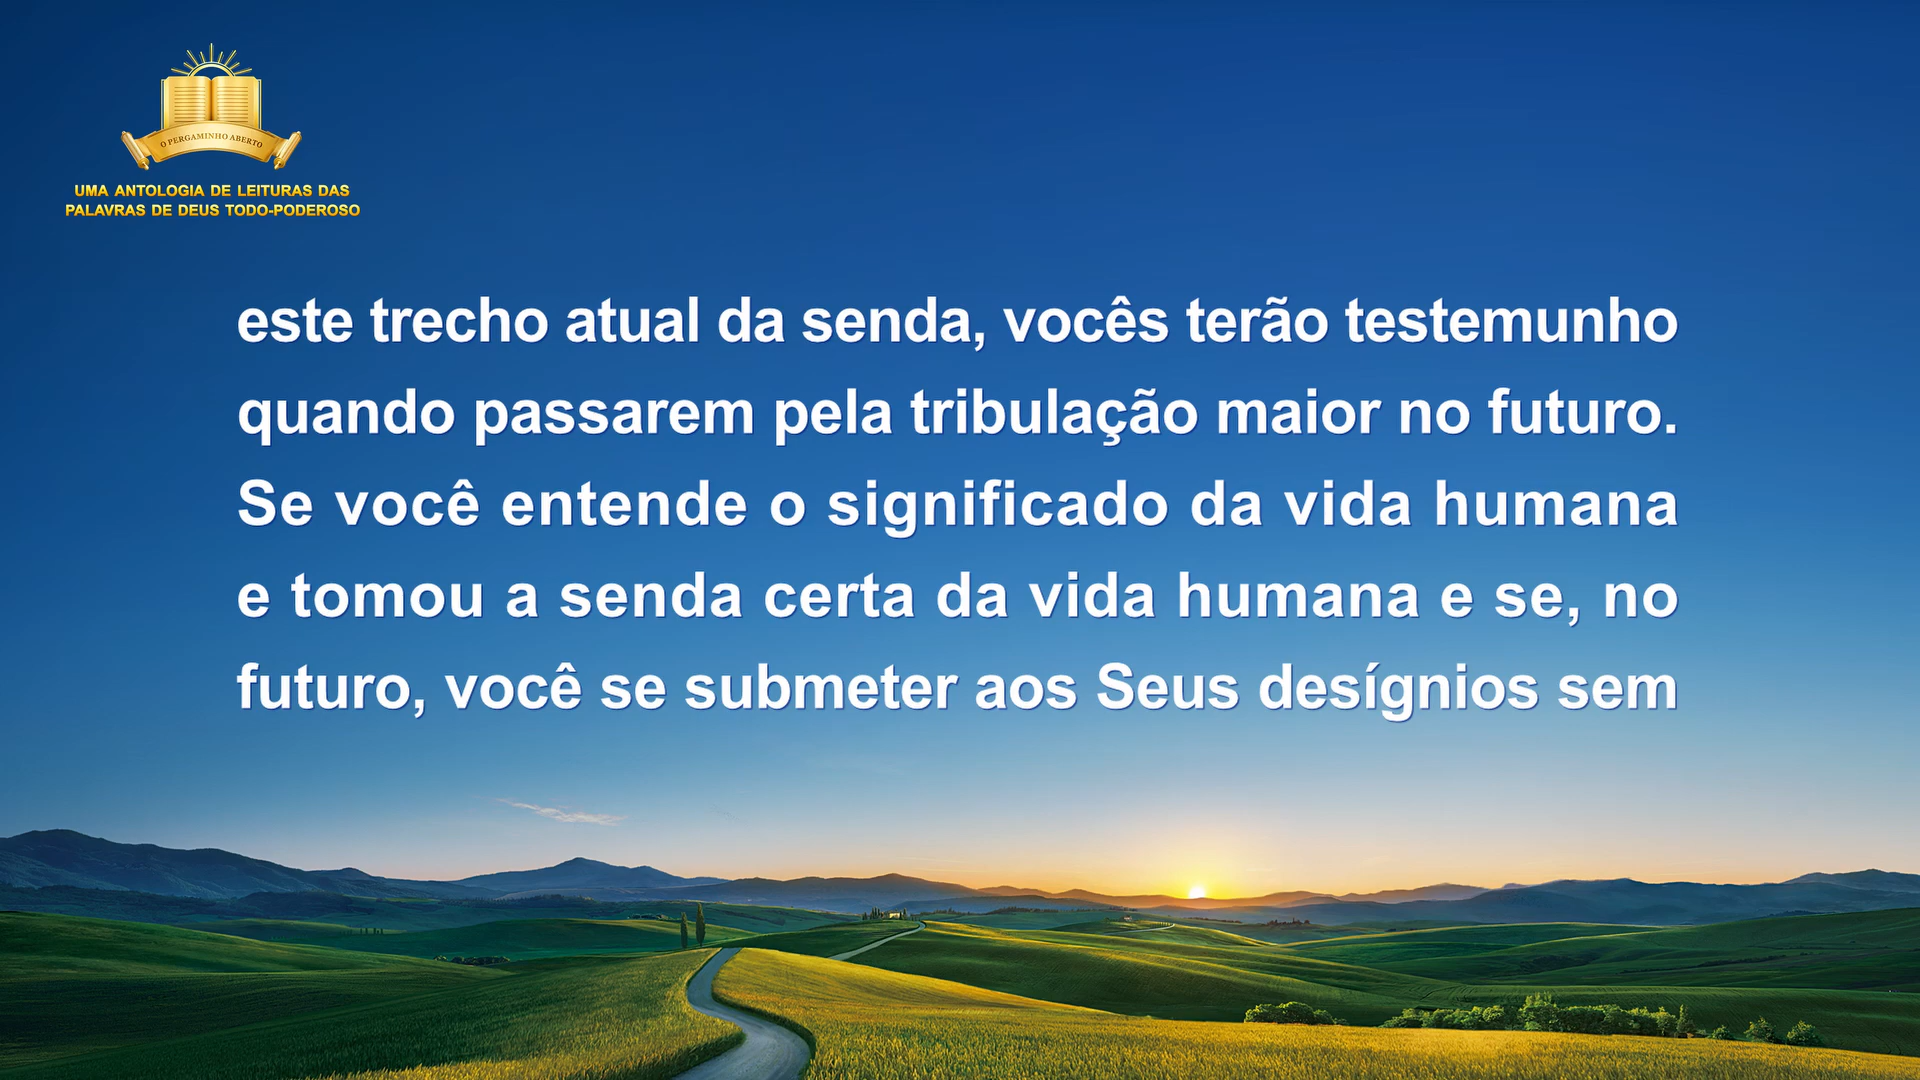 O PERGAMINHO ABERTO
UMA ANTOLOGIA DE LEITURAS DAS
PALAVRAS DE DEUS TODO-PODEROSO
este trecho atual da senda, vocês terão testemunho
quando passarem pela tribulação maior no futuro.
Se você entende o significado da vida humana
e tomou a senda certa da vida humana e se, no
futuro, você se submeter aos Seus desígnios sem